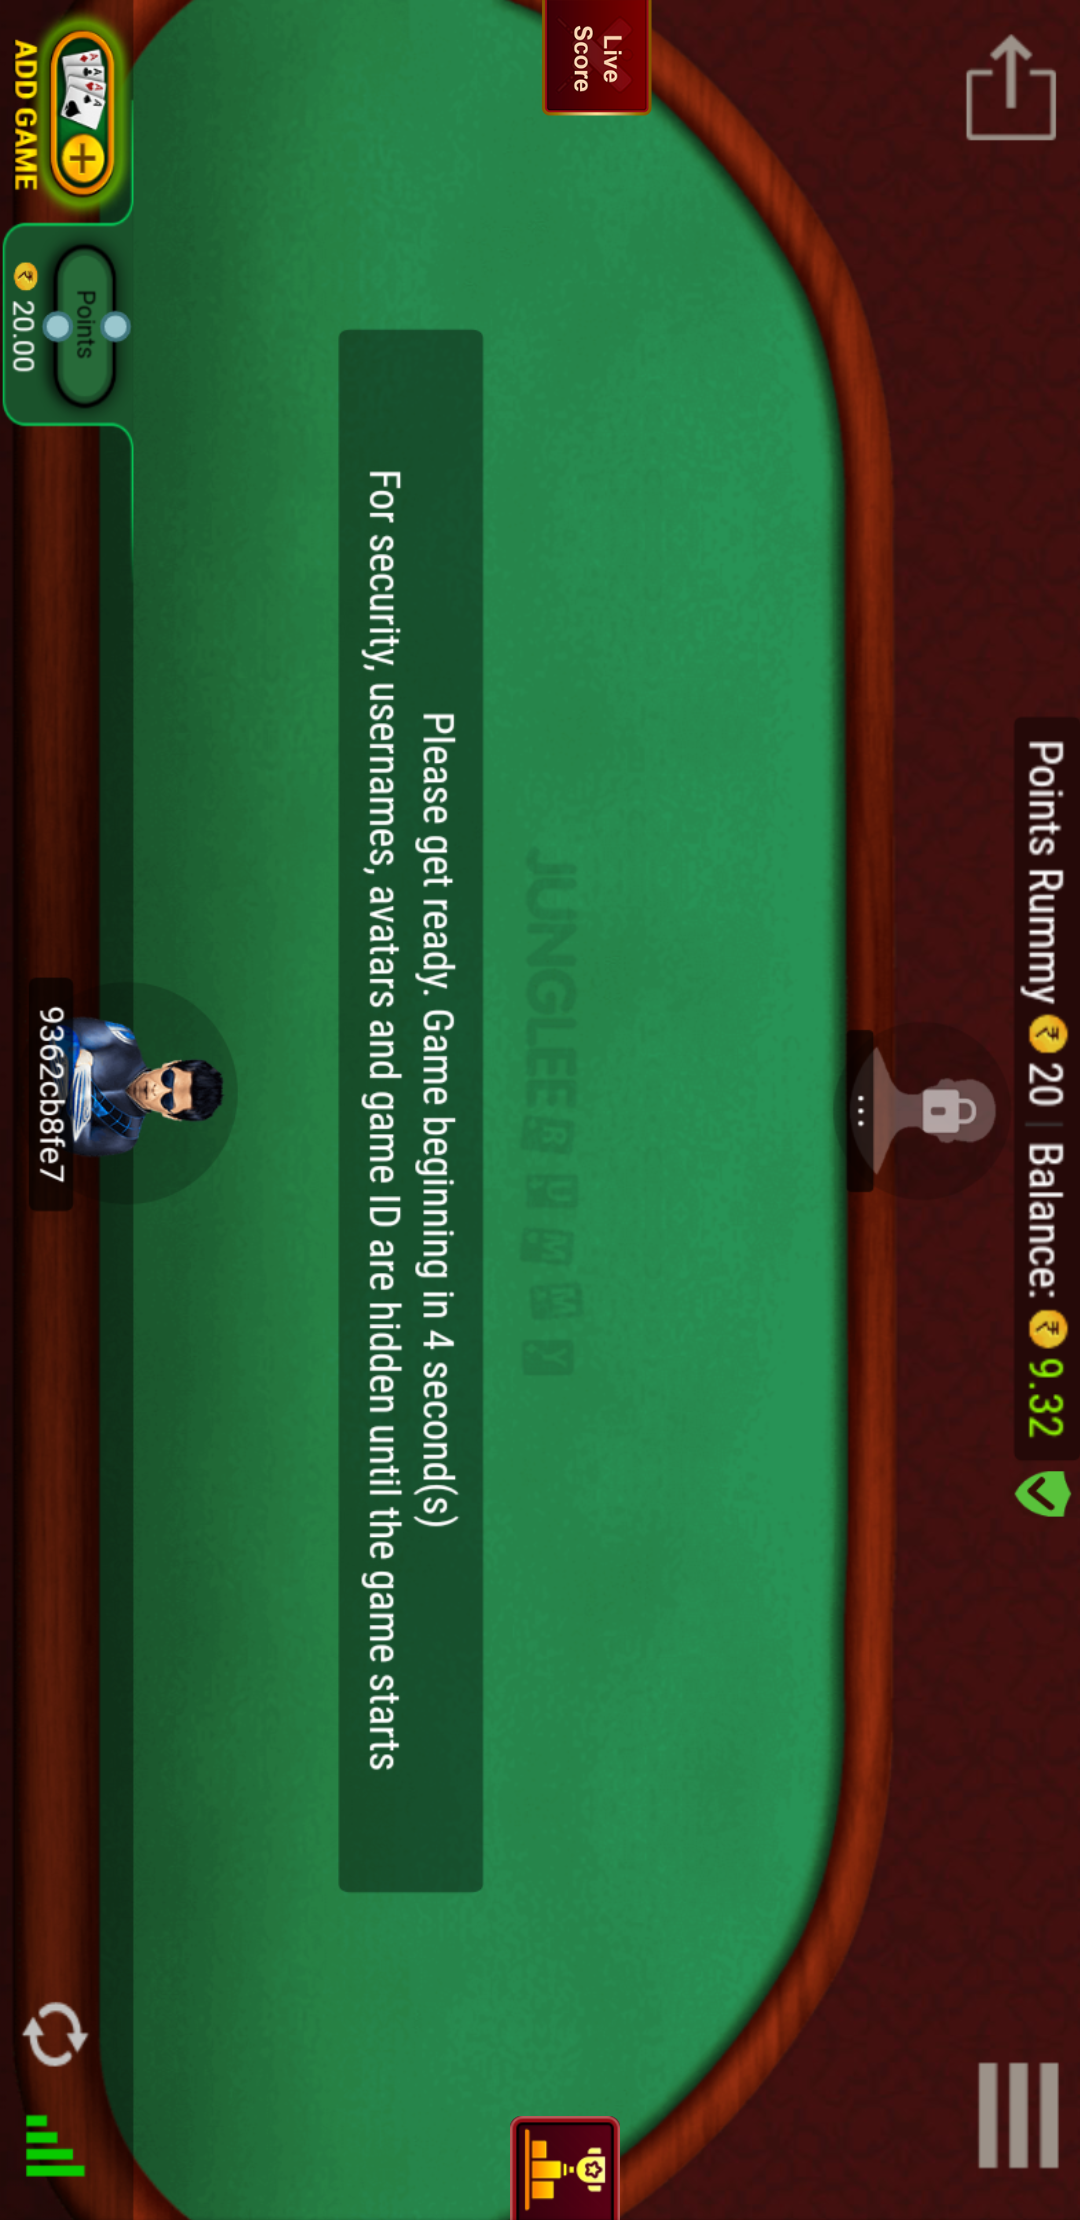 Points Rummy ₹ 20 | Balance: ₹ 9.32
...
Live
Score
JUNGLEE RUMMY
Please get ready. Game beginning in 4 second(s)
For security, usernames, avatars and game ID are hidden until the game starts
9362cb8fe7
A A A A
ADD GAME
Points
₹ 20.00